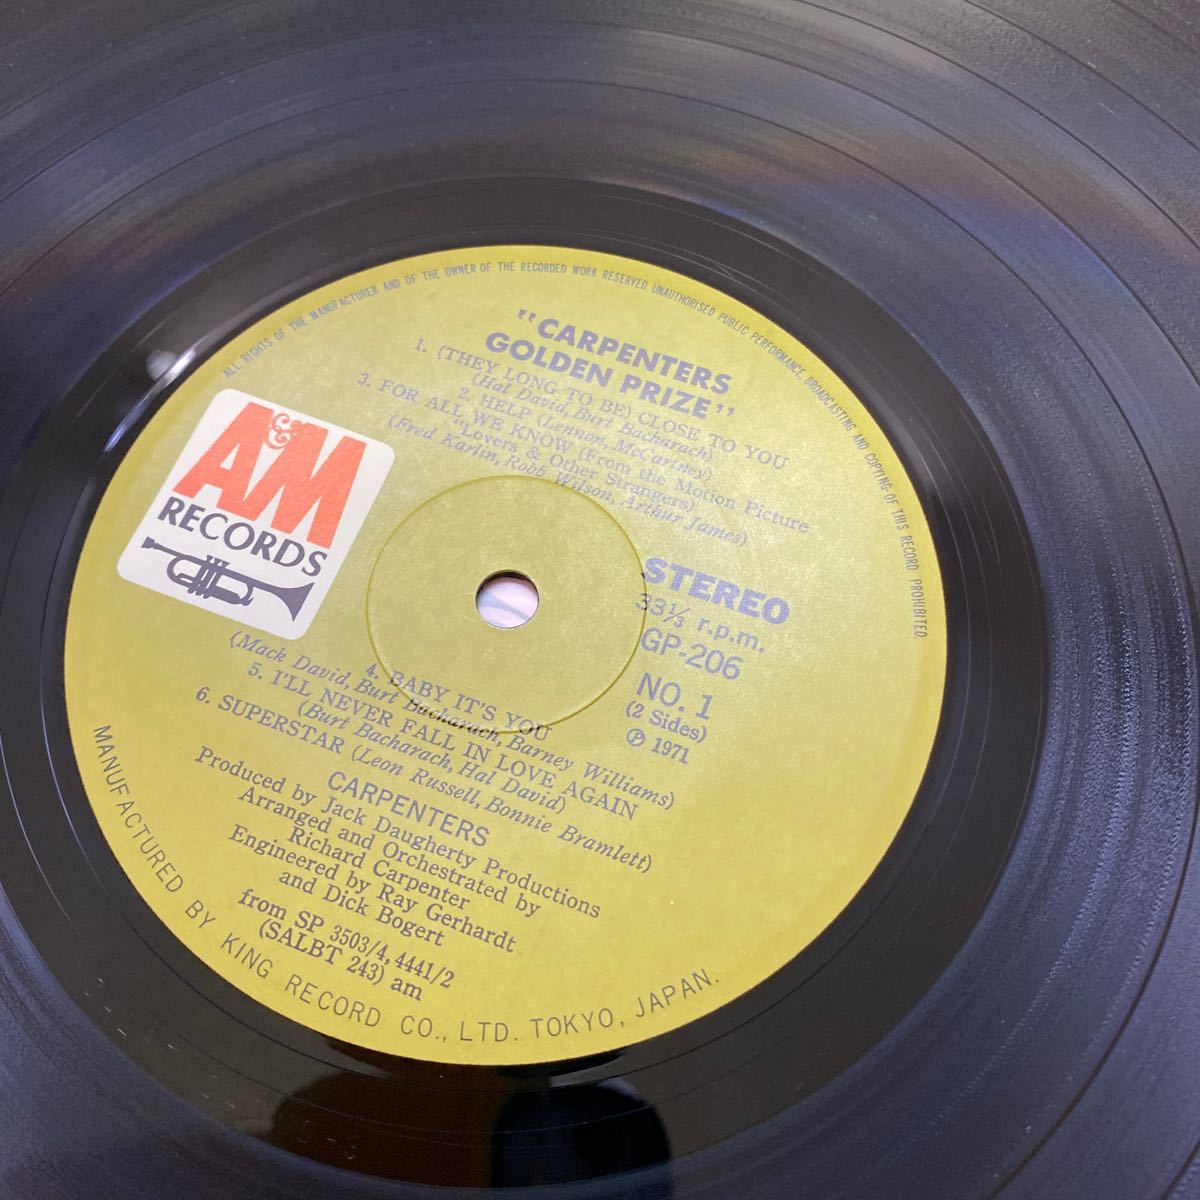 ALL RIGHTS OF THE MANUFACTURER AND OF THE OWNER OF THE RECORDED WORK RESERVED. UNAUTHORISED PUBLIC PERFORMANCE, BROADCASTING AND COPYING OF THIS RECORD PROHIBITED.
"CARPENTERS
GOLDEN PRIZE"
1. (THEY LONG TO BE) CLOSE TO YOU
(Hal David, Burt Bacharach)
2. HELP (Lennon, McCartney)
3. FOR ALL WE KNOW (From the Motion Picture
"Lovers & Other Strangers)
(Fred Karlin, Robb Wilson, Arthur James)
A&M
RECORDS
STEREO
33 1/3 r.p.m.
GP-206
NO. 1
(2 Sides)
Ⓟ 1971
4. BABY IT'S YOU
(Mack David, Burt Bacharach, Barney Williams)
5. I'LL NEVER FALL IN LOVE AGAIN
(Burt Bacharach, Hal David)
6. SUPERSTAR (Leon Russell, Bonnie Bramlett)
CARPENTERS
Produced by Jack Daugherty Productions
Arranged and Orchestrated by
Richard Carpenter
Engineered by Ray Gerhardt
and Dick Bogert
from SP 3503/4, 4441/2
(SALBT 243) am
MANUFACTURED BY KING RECORD CO., LTD. TOKYO, JAPAN.